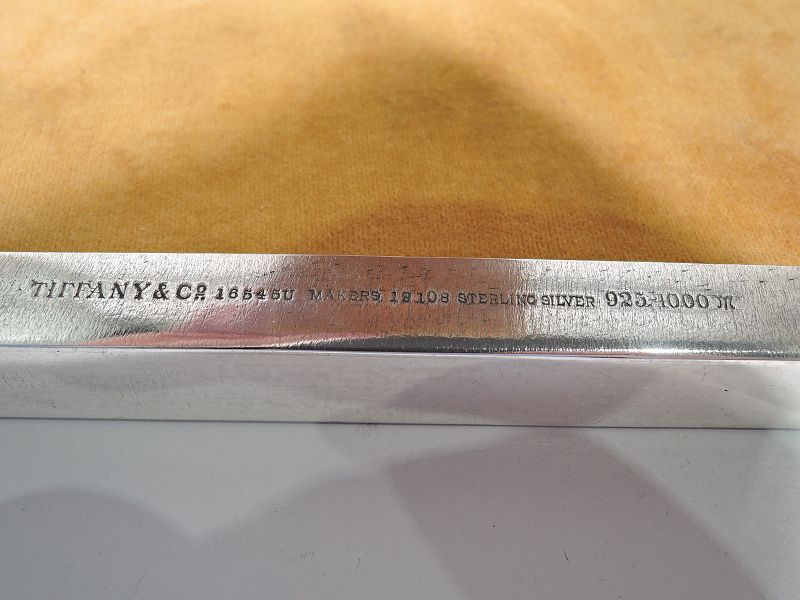 TIFFANY & Co 16545U MAKERS 19108 STERLING SILVER 925-1000 m